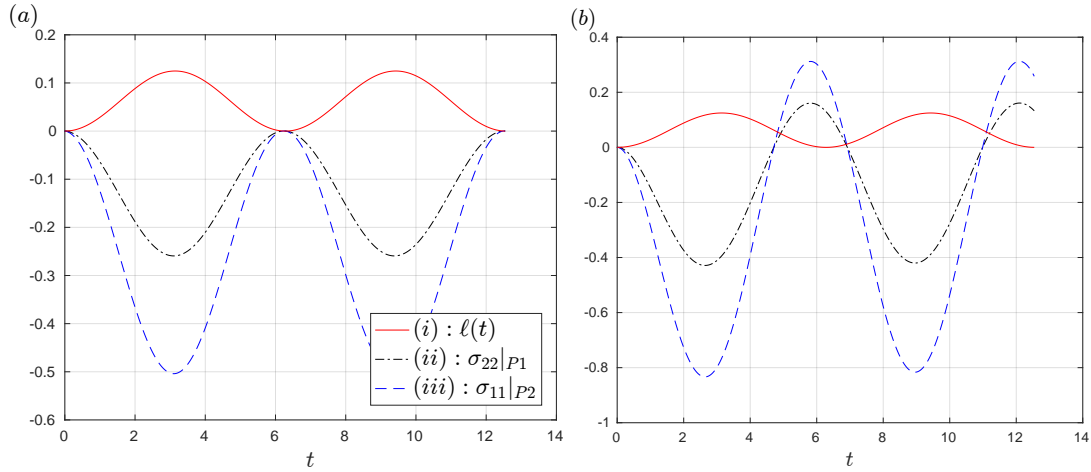 (a)
0.2
0.1
0
-0.1
-0.2
-0.3
-0.4
-0.5
-0.6
0 2 4 6 8 10 12 14
t
(i) : ℓ(t)
(ii) : σ₂₂|P1
(iii) : σ₁₁|P2
(b)
0.4
0.2
0
-0.2
-0.4
-0.6
-0.8
-1
0 2 4 6 8 10 12 14
t